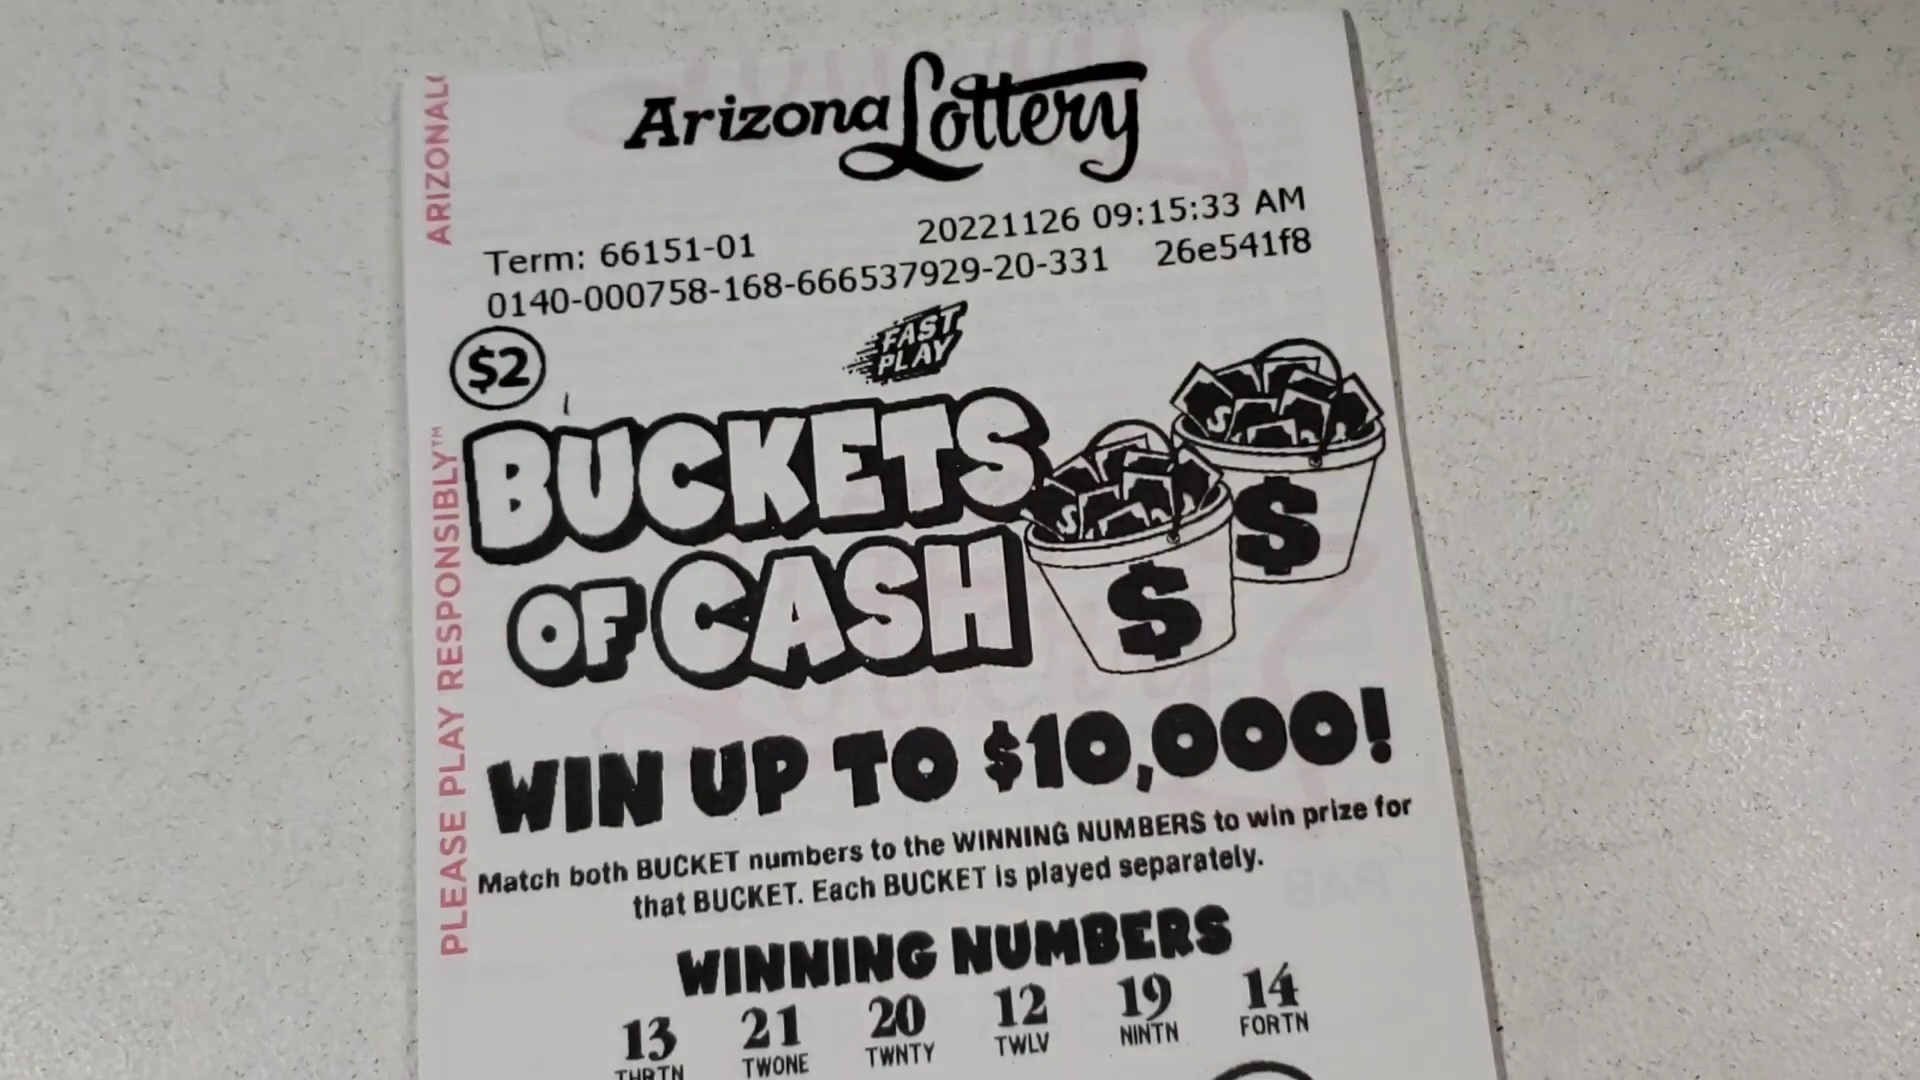 Arizona Lottery
Term: 66151-01 20221126 09:15:33 AM
0140-000758-168-666537929-20-331 26e541f8
$2
FAST
PLAY
BUCKETS
OF CASH
$ $
WIN UP TO $10,000!
Match both BUCKET numbers to the WINNING NUMBERS to win prize for
that BUCKET. Each BUCKET is played separately.
WINNING NUMBERS
13 21 20 12 19 14
THRTN TWONE TWNTY TWLV NINTN FORTN
PLEASE PLAY RESPONSIBLY™